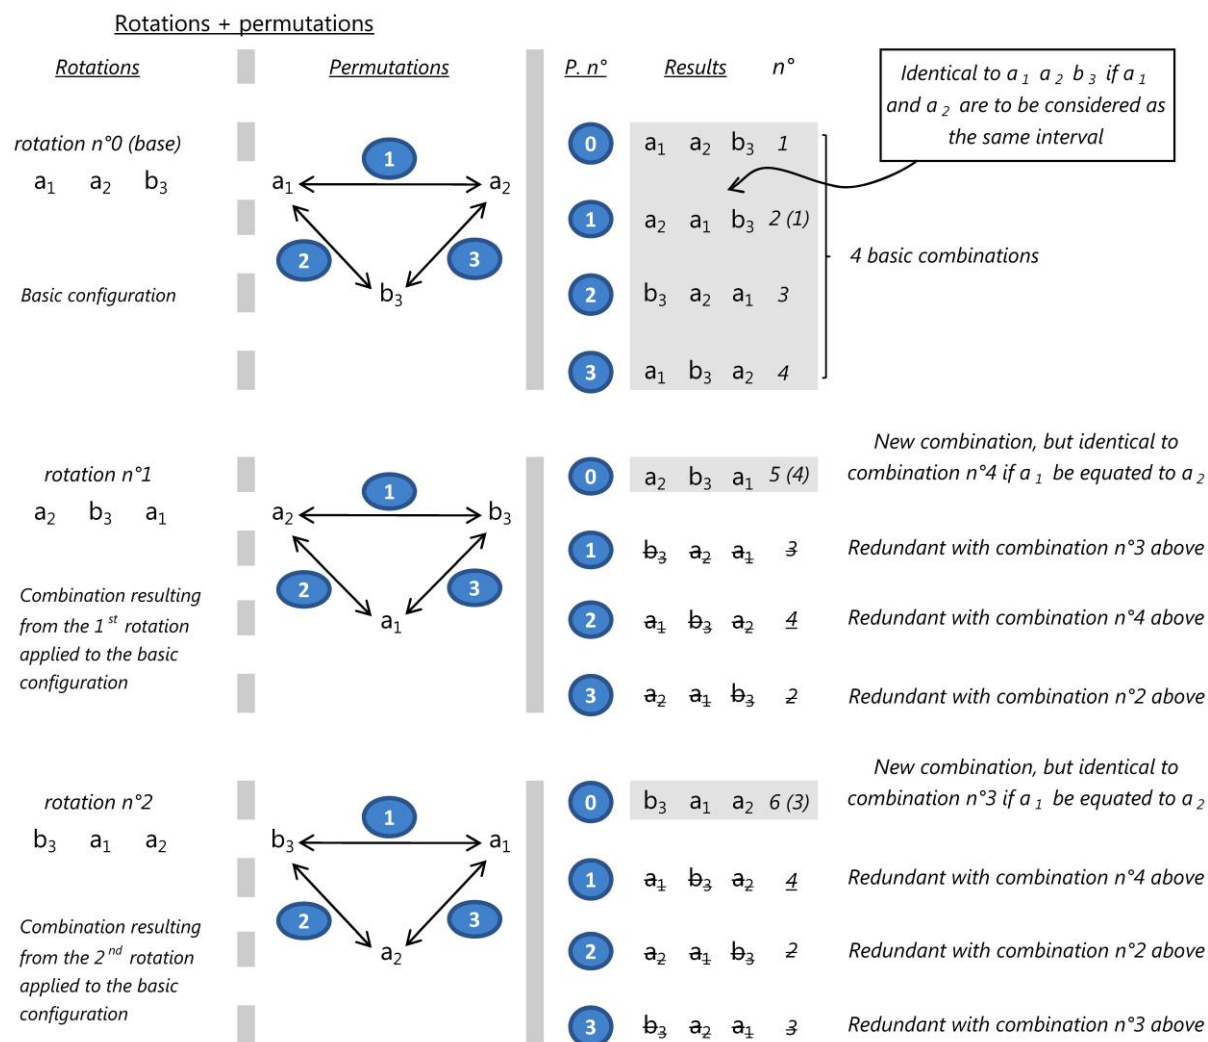 Rotations + permutations
Rotations Permutations P. n° Results n°
Identical to a₁ a₂ b₃ if a₁
and a₂ are to be considered as
the same interval
rotation n°0 (base)
a₁ a₂ b₃
Basic configuration
1
a₁ a₂
2 3
b₃
0 a₁ a₂ b₃ 1
1 a₂ a₁ b₃ 2 (1)
2 b₃ a₂ a₁ 3
3 a₁ b₃ a₂ 4
4 basic combinations
rotation n°1
a₂ b₃ a₁
Combination resulting
from the 1st rotation
applied to the basic
configuration
1
a₂ b₃
2 3
a₁
0 a₂ b₃ a₁ 5 (4)
New combination, but identical to
combination n°4 if a₁ be equated to a₂
1 b₃ a₂ a₁ 3 Redundant with combination n°3 above
2 a₁ b₃ a₂ 4 Redundant with combination n°4 above
3 a₂ a₁ b₃ 2 Redundant with combination n°2 above
rotation n°2
b₃ a₁ a₂
Combination resulting
from the 2nd rotation
applied to the basic
configuration
1
b₃ a₁
2 3
a₂
0 b₃ a₁ a₂ 6 (3)
New combination, but identical to
combination n°3 if a₁ be equated to a₂
1 a₁ b₃ a₂ 4 Redundant with combination n°4 above
2 a₂ a₁ b₃ 2 Redundant with combination n°2 above
3 b₃ a₂ a₁ 3 Redundant with combination n°3 above